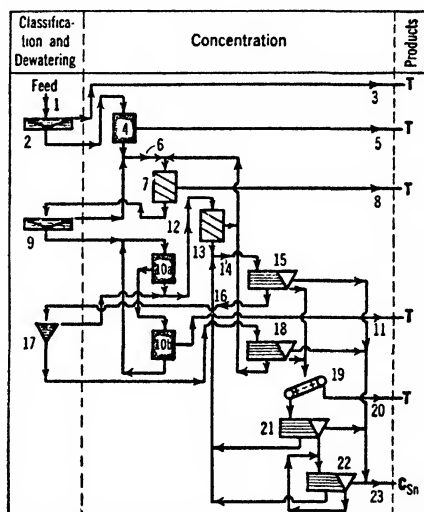 Classifica-
tion and
Dewatering
Concentration
Products
Feed
1
2
3 T
4
5 T
6
7
8 T
9
12
13
14
10a
15
16
11 T
17
10b
18
19
20 T
21
22
23 CSn